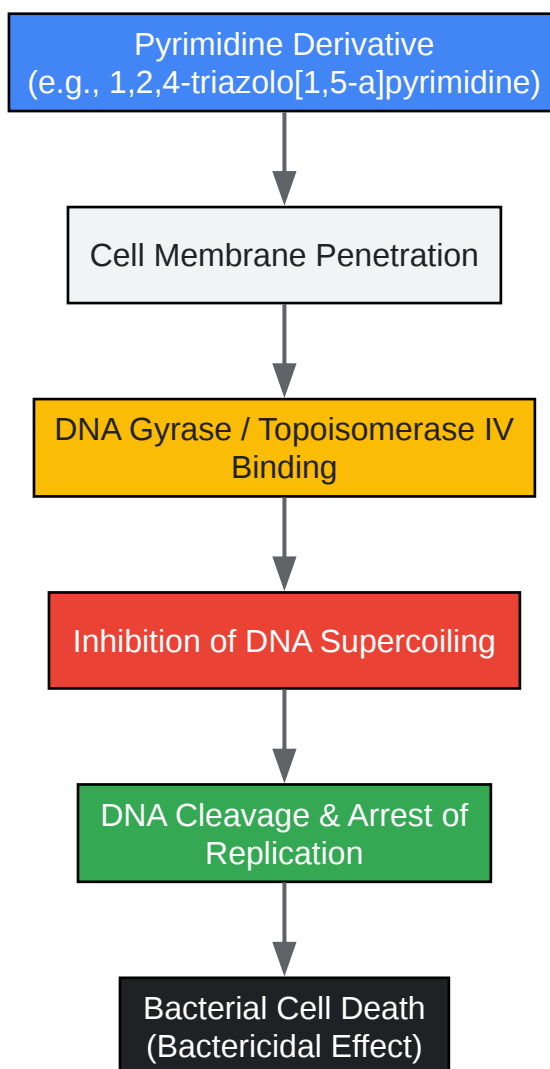 Pyrimidine Derivative
(e.g., 1,2,4-triazolo[1,5-a]pyrimidine)
Cell Membrane Penetration
DNA Gyrase / Topoisomerase IV
Binding
Inhibition of DNA Supercoiling
DNA Cleavage & Arrest of
Replication
Bacterial Cell Death
(Bactericidal Effect)